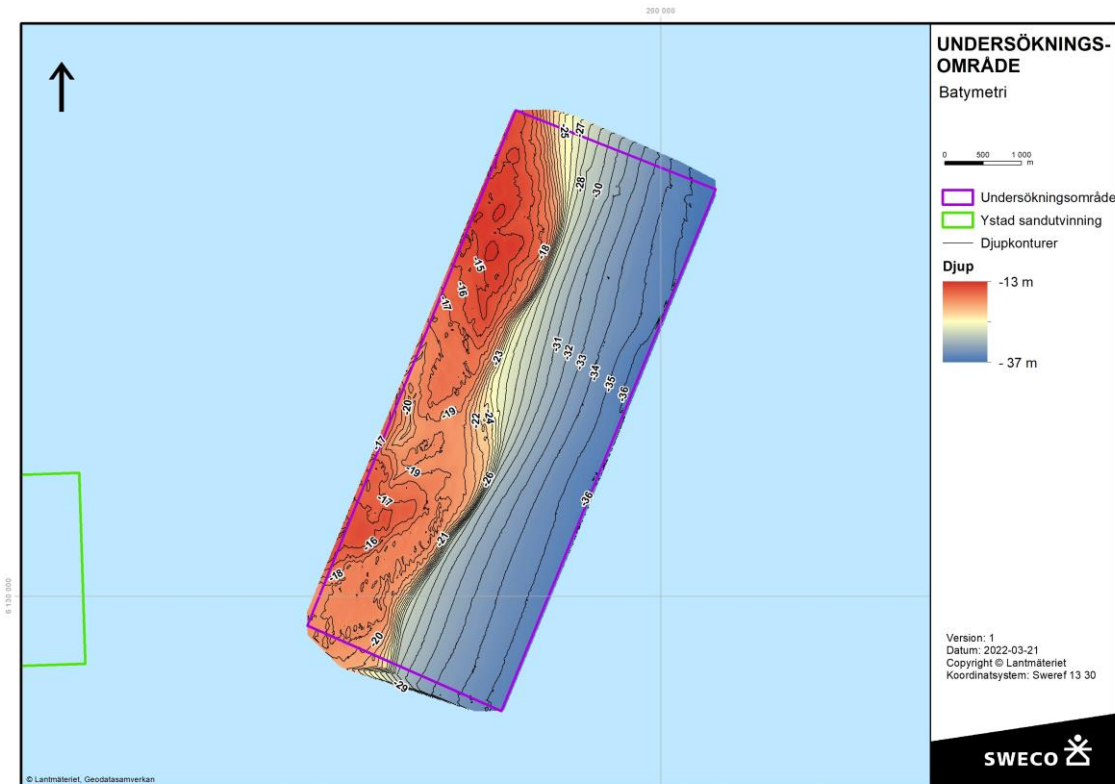 200 000
UNDERSÖKNINGS-
OMRÅDE
Batymetri
0 500 1 000
m
Undersökningsområde
Ystad sandutvinning
Djupkonturer
Djup
-13 m
- 37 m
-25
-27
-28
-30
-18
-15
-16
-17
-23
-31
-32
-33
-34
-35
-36
-20
-19
-22
-24
-17
-19
-26
-17
-36
-16
-21
-18
-20
-29
6 130 000
Version: 1
Datum: 2022-03-21
Copyright © Lantmäteriet
Koordinatsystem: Sweref 13 30
SWECO
© Lantmäteriet, Geodatasamverkan